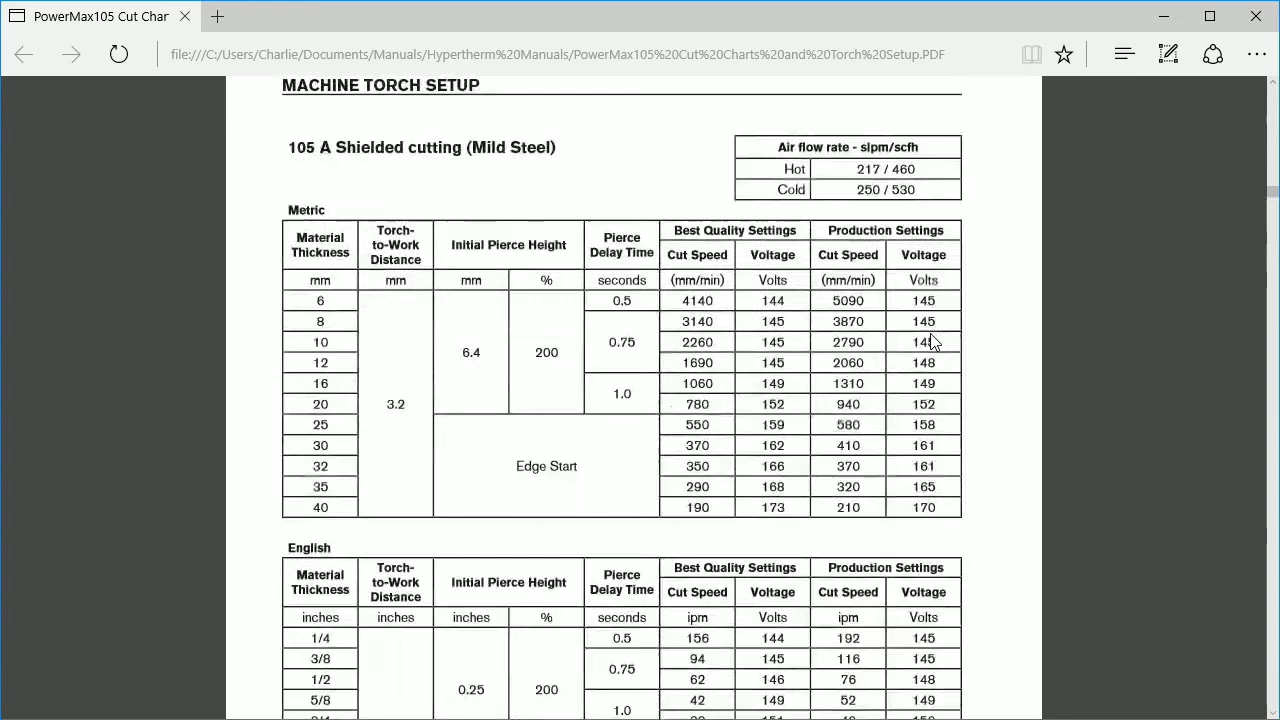 PowerMax105 Cut Char
file:///C:/Users/Charlie/Documents/Manuals/Hypertherm%20Manuals/PowerMax105%20Cut%20Charts%20and%20Torch%20Setup.PDF
MACHINE TORCH SETUP
105 A Shielded cutting (Mild Steel)
Air flow rate - slpm/scfh
Hot 217 / 460
Cold 250 / 530
Metric
Material Thickness Torch-to-Work Distance Initial Pierce Height Pierce Delay Time Best Quality Settings Production Settings
Cut Speed Voltage Cut Speed Voltage
mm mm mm % seconds (mm/min) Volts (mm/min) Volts
6 3.2 6.4 200 0.5 4140 144 5090 145
8 0.75 3140 145 3870 145
10 2260 145 2790
12 1690 145 2060 148
16 1.0 1060 149 1310 149
20 780 152 940 152
25 Edge Start 550 159 580 158
30 370 162 410 161
32 350 166 370 161
35 290 168 320 165
40 190 173 210 170
English
Material Thickness Torch-to-Work Distance Initial Pierce Height Pierce Delay Time Best Quality Settings Production Settings
Cut Speed Voltage Cut Speed Voltage
inches inches inches % seconds ipm Volts ipm Volts
1/4 0.25 200 0.5 156 144 192 145
3/8 0.75 94 145 116 145
1/2 62 146 76 148
5/8 1.0 42 149 52 149